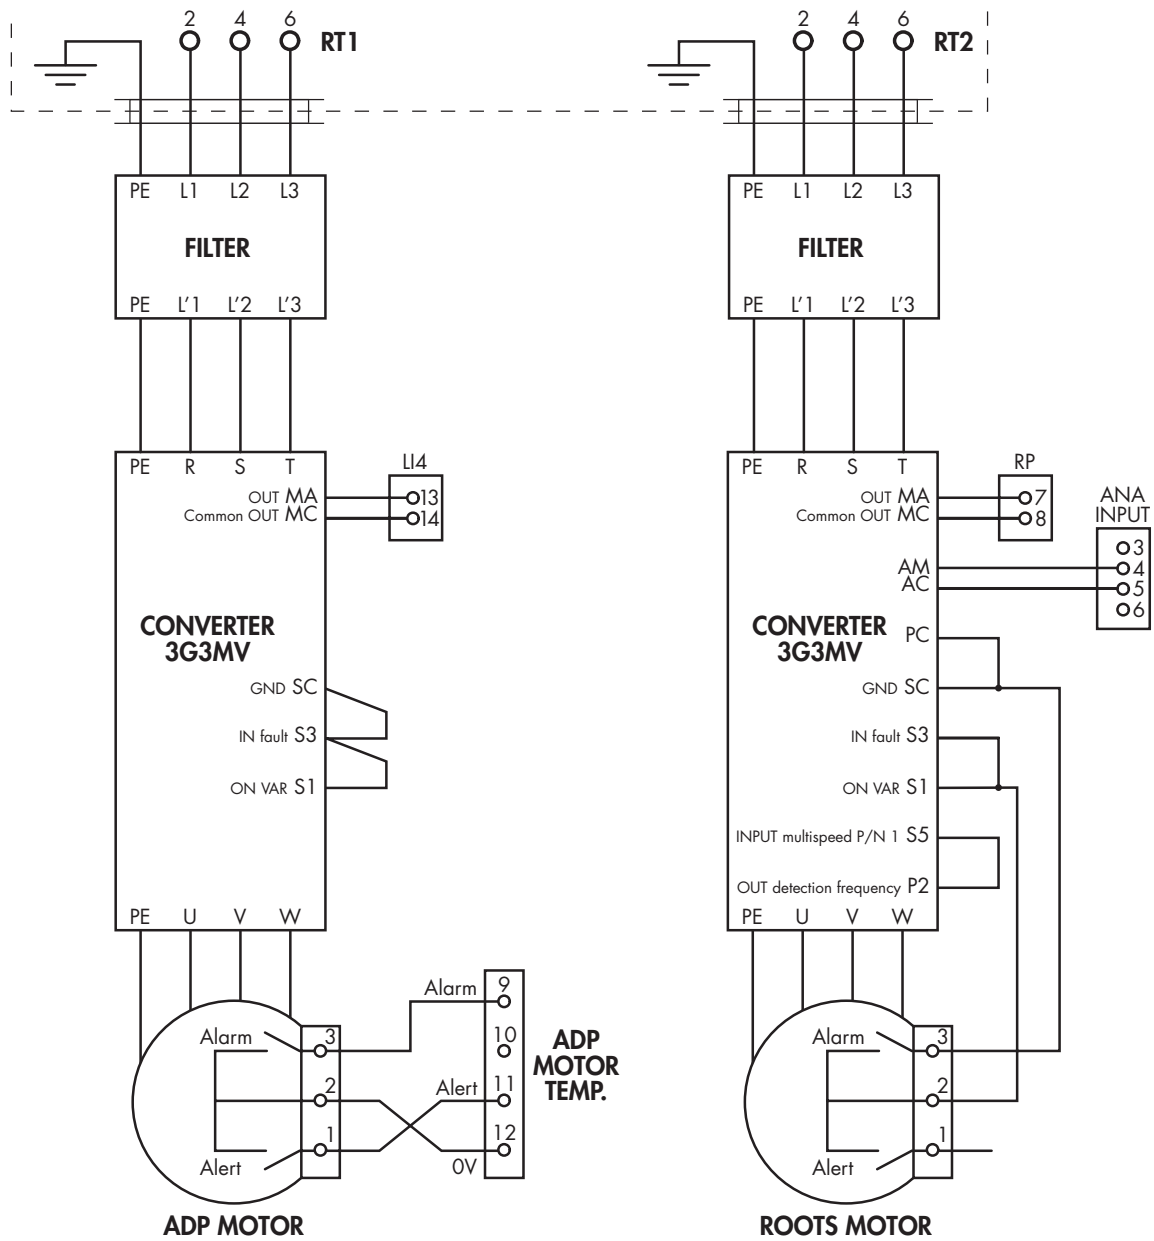 2 4 6 RT1
2 4 6 RT2
PE L1 L2 L3
FILTER
PE L'1 L'2 L'3
PE L1 L2 L3
FILTER
PE L'1 L'2 L'3
PE R S T
OUT MA
Common OUT MC
LI4
13
14
CONVERTER
3G3MV
GND SC
IN fault S3
ON VAR S1
PE U V W
PE R S T
OUT MA
Common OUT MC
RP
7
8
ANA
INPUT
3
4
5
6
AM
AC
CONVERTER
3G3MV
PC
GND SC
IN fault S3
ON VAR S1
INPUT multispeed P/N 1 S5
OUT detection frequency P2
PE U V W
Alarm
3
2
1
Alert
ADP MOTOR
Alarm 9
10
Alert 11
12
0V
ADP
MOTOR
TEMP.
Alarm
3
2
1
Alert
ROOTS MOTOR